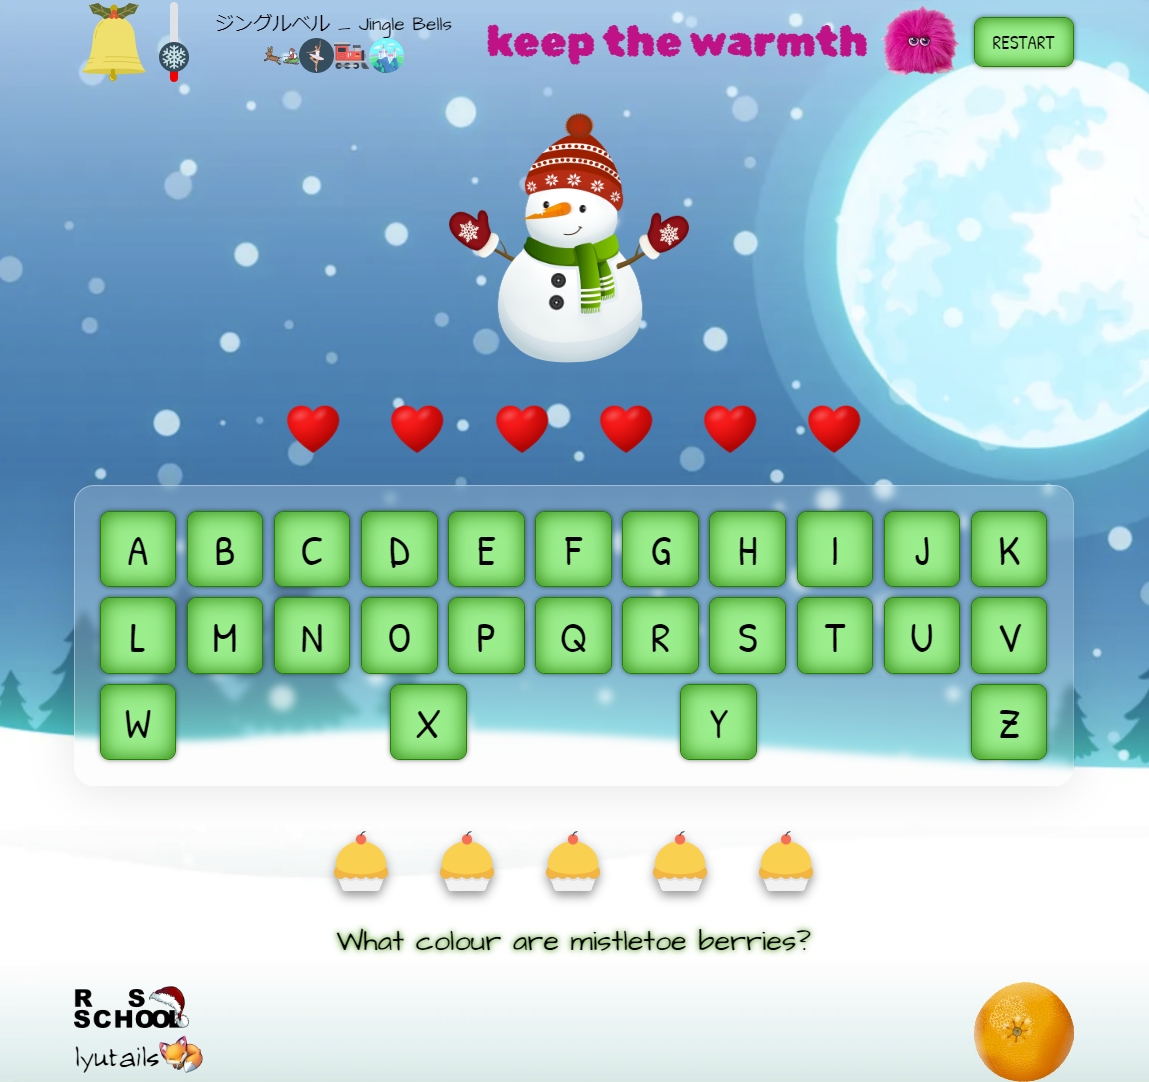 ジングルベル _ Jingle Bells
keep the warmth
RESTART
A B C D E F G H I J K
L M N O P Q R S T U V
W X Y Z
What colour are mistletoe berries?
R S
SCHOOL
lyutails